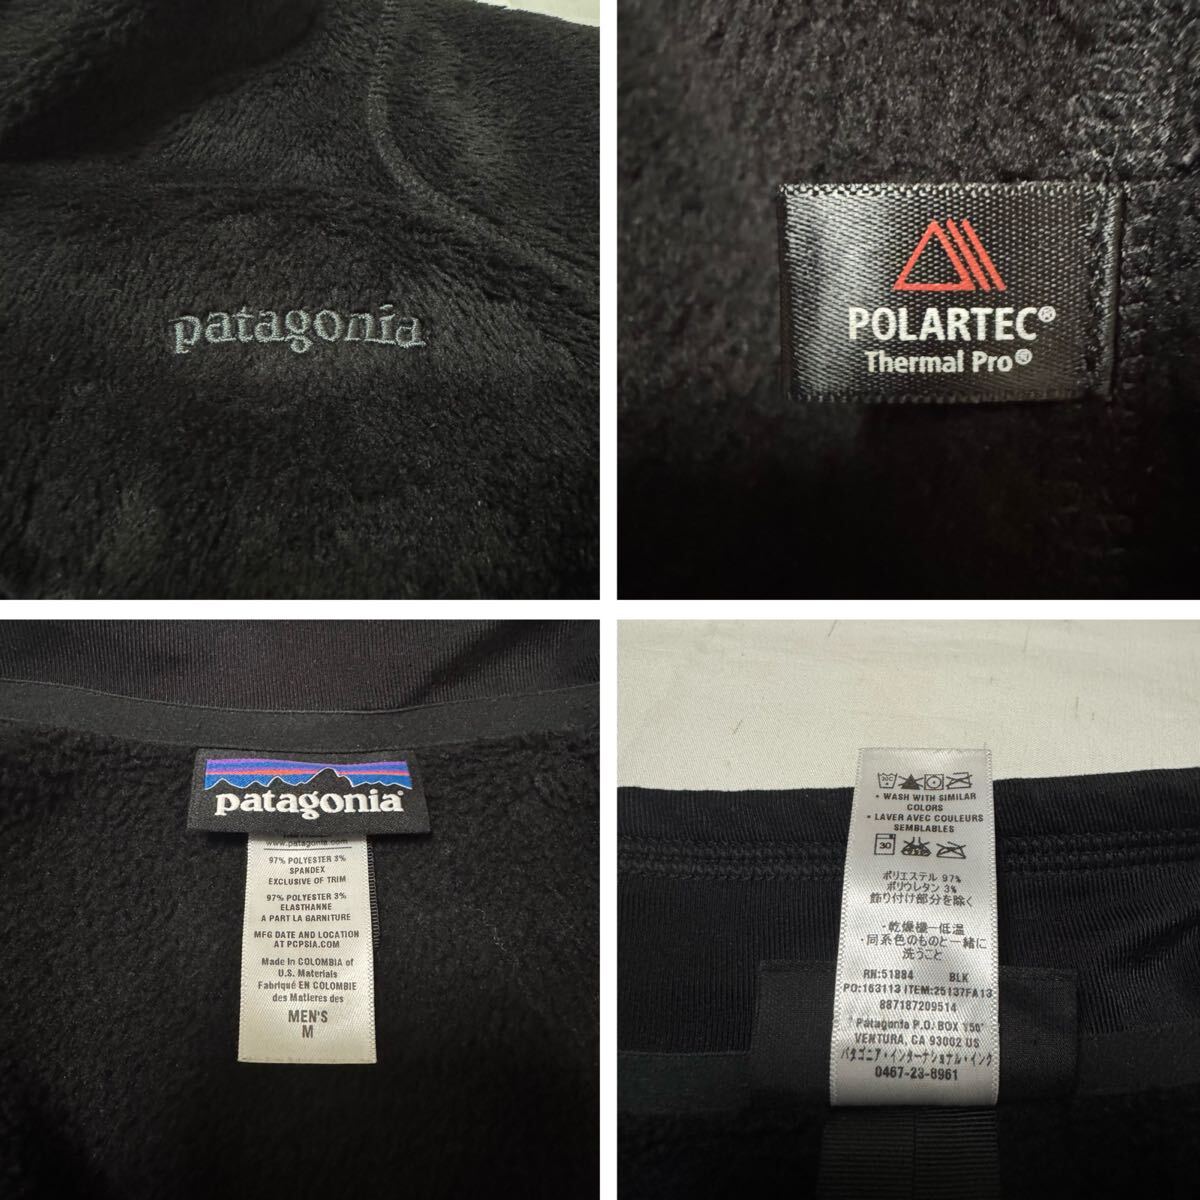 patagonia
POLARTEC®
Thermal Pro®
patagonia®
www.patagonia.com
97% POLYESTER 3%
SPANDEX
EXCLUSIVE OF TRIM
97% POLYESTER 3%
ELASTHANNE
A PART LA GARNITURE
MFG DATE AND LOCATION
AT PCPSIA.COM
Made in COLOMBIA of
U.S. Materials
Fabriqué EN COLOMBIE
des Matieres des
MEN'S
M
• WASH WITH SIMILAR
COLORS
• LAVER AVEC COULEURS
SEMBLABLES
30
ポリエステル 97%
ポリウレタン 3%
飾り付け部分を除く
・乾燥機一低温
・同系色のものと一緒に
洗うこと
RN:51884 BLK
PO:163113 ITEM:25137FA13
887187209514
Patagonia P.O. BOX 150
VENTURA, CA 93002 US
パタゴニア・インターナショナル・インク
0467-23-8961